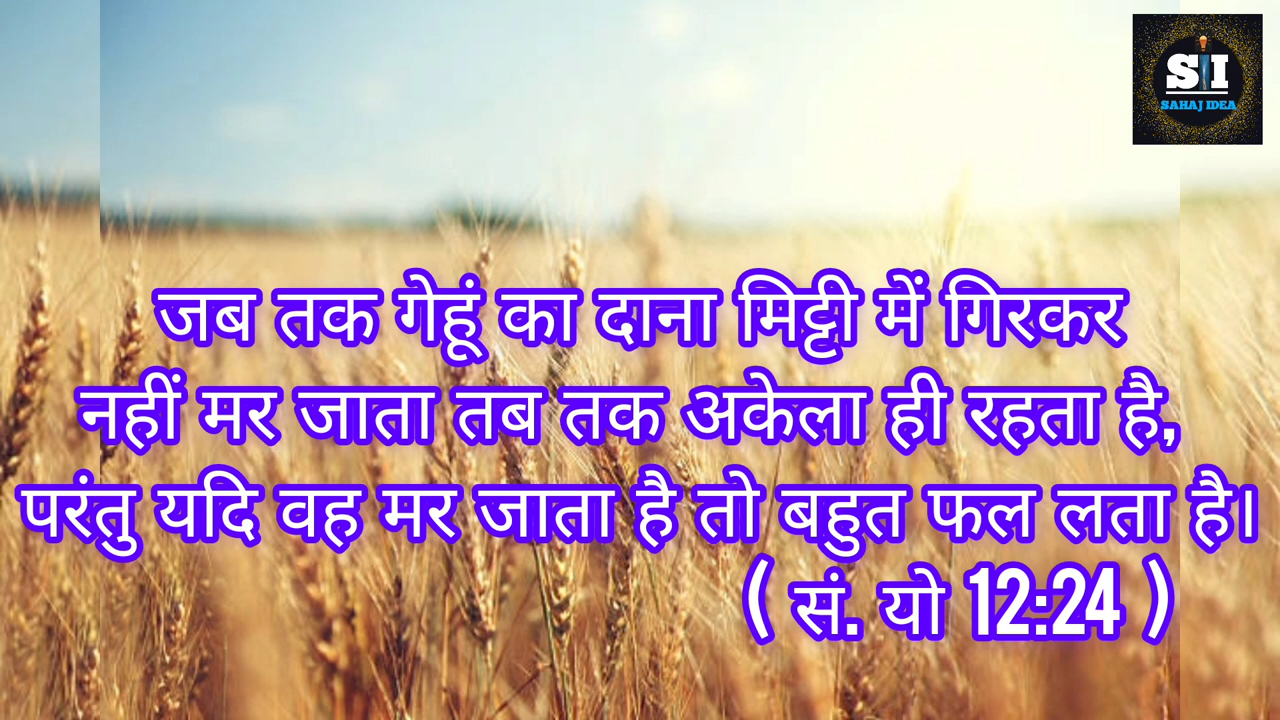 SII
SAHAJ IDEA
जब तक गेहूं का दाना मिट्टी में गिरकर
नहीं मर जाता तब तक अकेला ही रहता है,
परंतु यदि वह मर जाता है तो बहुत फल लता है।
( सं. यो 12:24 )